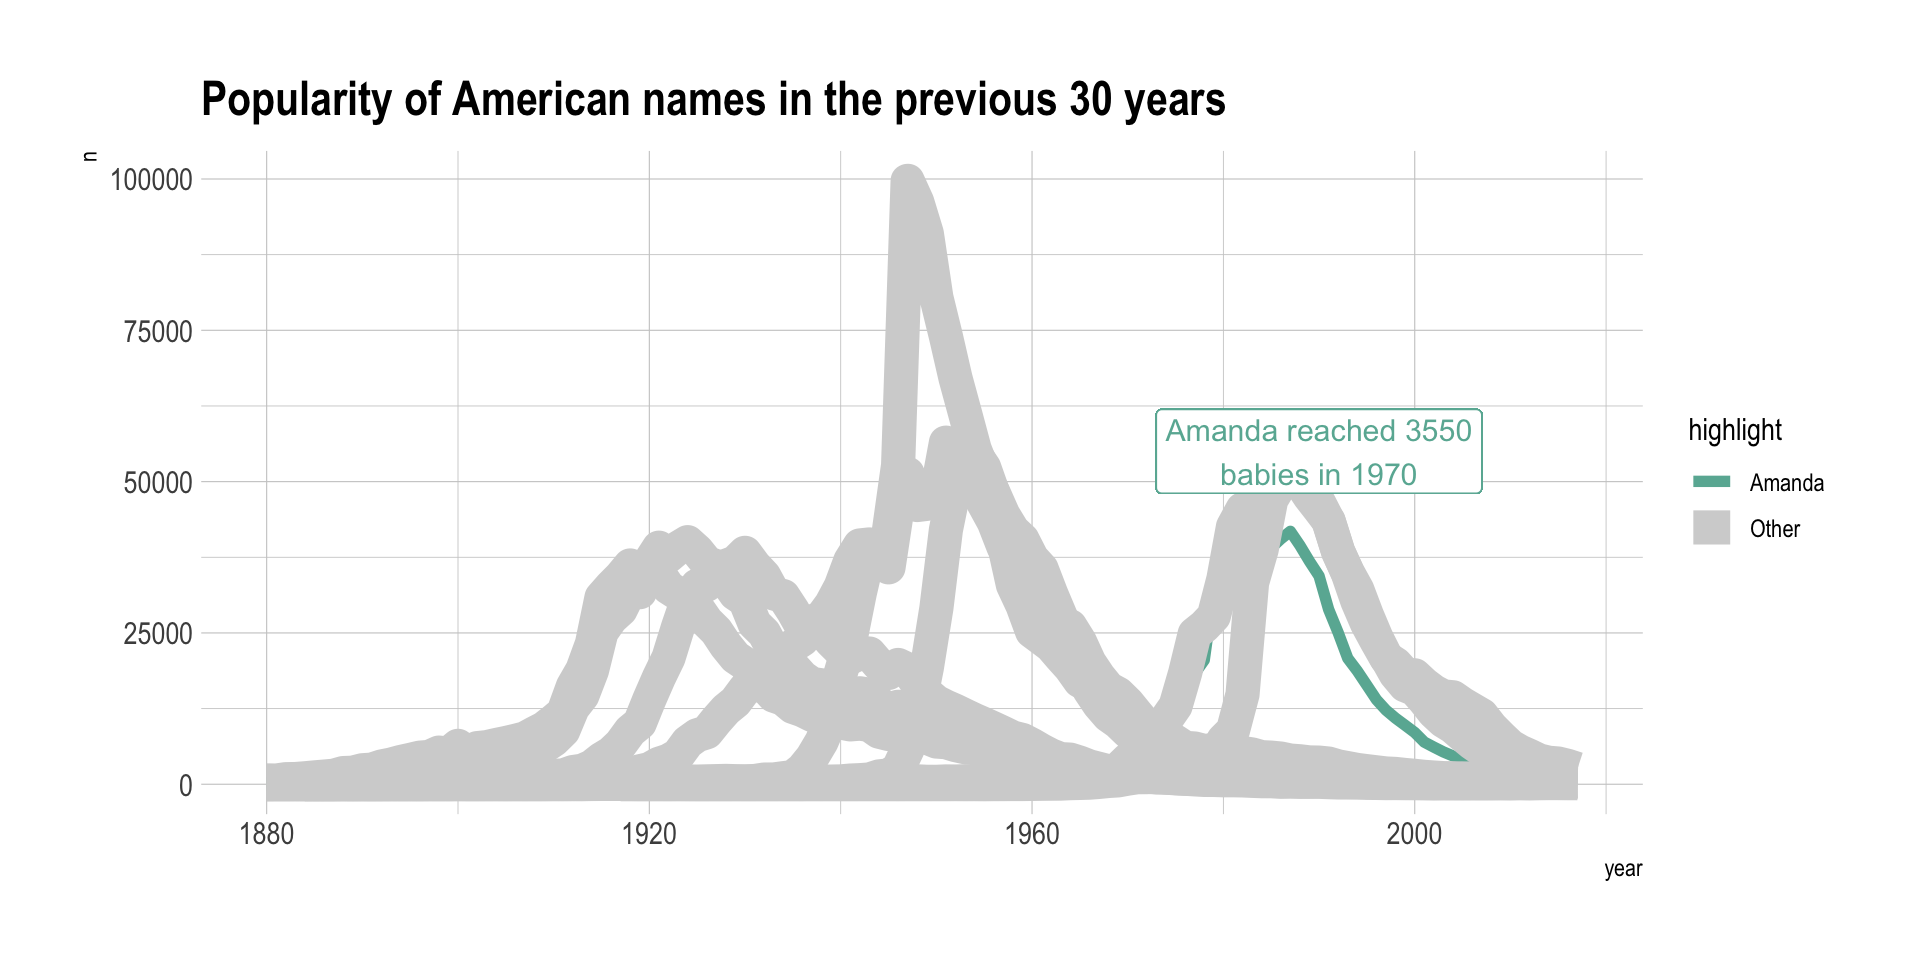 Popularity of American names in the previous 30 years
n
100000
75000
50000
25000
0
Amanda reached 3550
babies in 1970
highlight
Amanda
Other
1880
1920
1960
2000
year